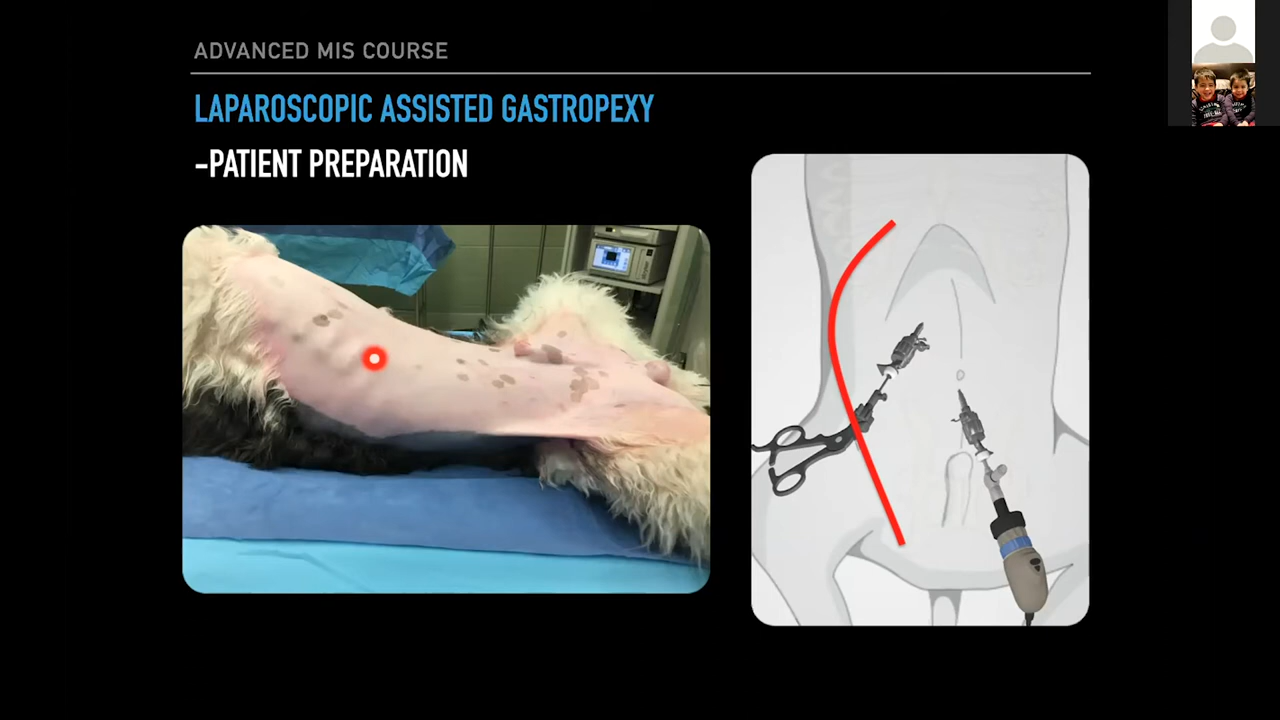 ADVANCED MIS COURSE
LAPAROSCOPIC ASSISTED GASTROPEXY
-PATIENT PREPARATION